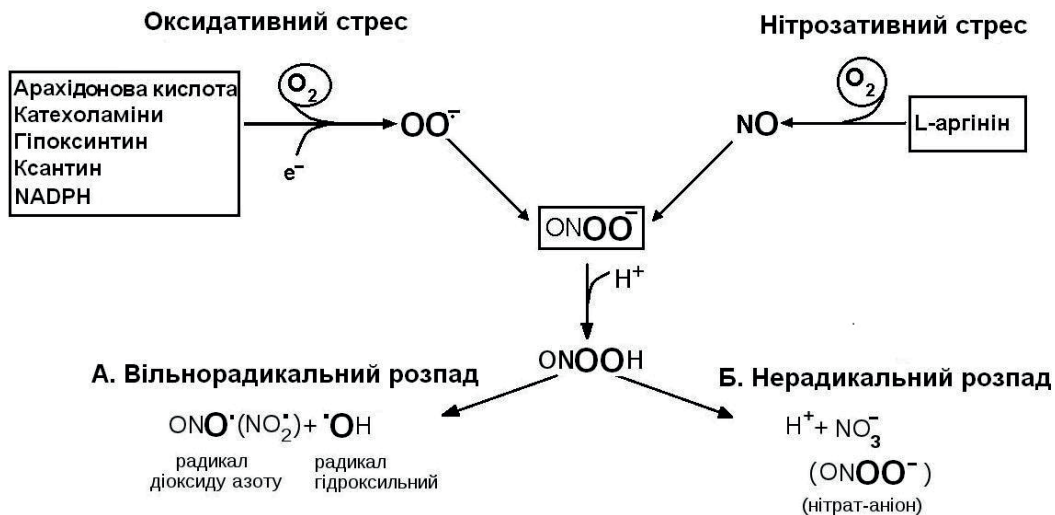 Оксидативний стрес
Нітрозативний стрес
O2
O2
Арахідонова кислота
Катехоламіни
Гіпоксинтин
Ксантин
NADPH
e⁻
OO∸
NO
L-аргінін
ONOO⁻
H⁺
ONOOH
А. Вільнорадикальний розпад
Б. Нерадикальний розпад
ONO˙(NO2˙)+ ˙OH
H⁺+ NO3⁻
радикал
діоксиду азоту
радикал
гідроксильний
(ONOO⁻)
(нітрат-аніон)